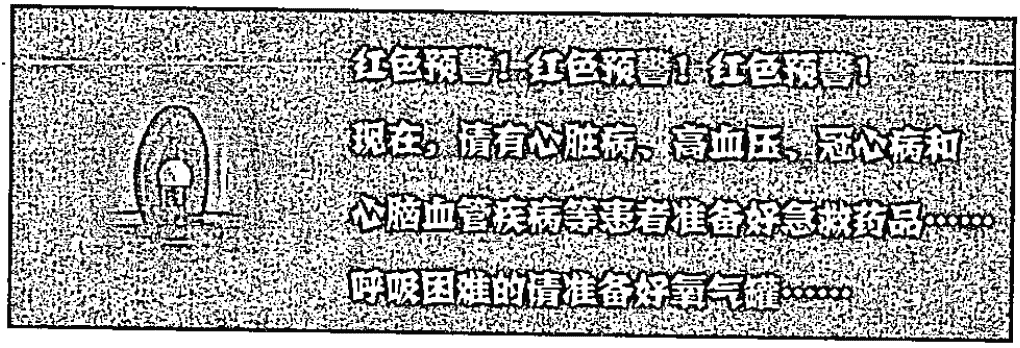 红色预警!红色预警!红色预警!
现在,请有心脏病、高血压、冠心病和
心脑血管疾病等患者准备好急救药品……
呼吸困难的请准备好氧气罐……